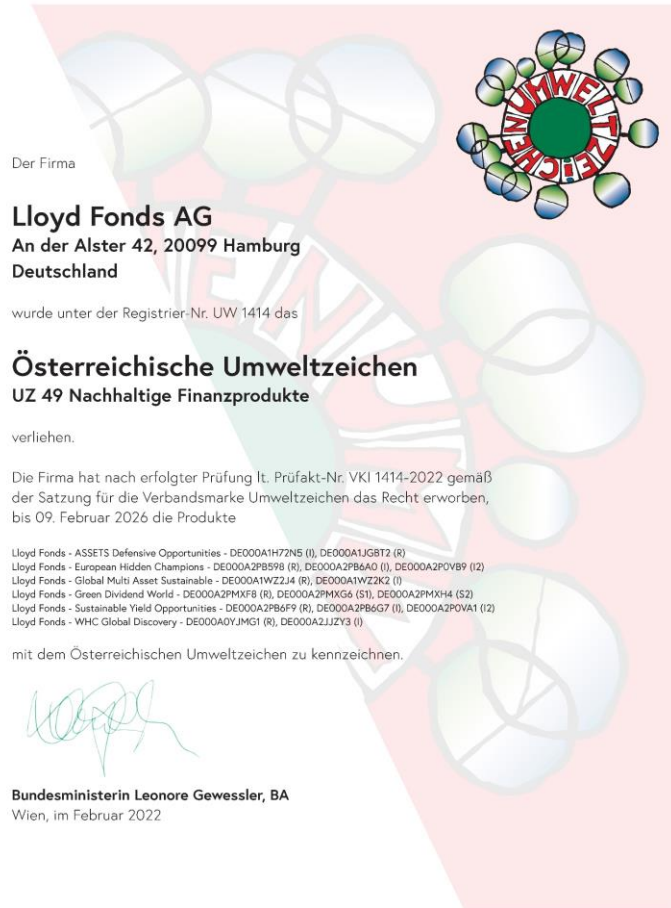 UMWELTZEICHEN
Der Firma
Lloyd Fonds AG
An der Alster 42, 20099 Hamburg
Deutschland
wurde unter der Registrier-Nr. UW 1414 das
Österreichische Umweltzeichen
UZ 49 Nachhaltige Finanzprodukte
verliehen.
Die Firma hat nach erfolgter Prüfung lt. Prüfakt-Nr. VKI 1414-2022 gemäß
der Satzung für die Verbandsmarke Umweltzeichen das Recht erworben,
bis 09. Februar 2026 die Produkte
Lloyd Fonds - ASSETS Defensive Opportunities - DE000A1H72N5 (I), DE000A1JGBT2 (R)
Lloyd Fonds - European Hidden Champions - DE000A2PB598 (R), DE000A2PB6A0 (I), DE000A2P0VB9 (I2)
Lloyd Fonds - Global Multi Asset Sustainable - DE000A1WZ2J4 (R), DE000A1WZ2K2 (I)
Lloyd Fonds - Green Dividend World - DE000A2PMXF8 (R), DE000A2PMXG6 (S1), DE000A2PMXH4 (S2)
Lloyd Fonds - Sustainable Yield Opportunities - DE000A2PB6F9 (R), DE000A2PB6G7 (I), DE000A2P0VA1 (I2)
Lloyd Fonds - WHC Global Discovery - DE000A0YJMG1 (R), DE000A2JJZY3 (I)
mit dem Österreichischen Umweltzeichen zu kennzeichnen.
Bundesministerin Leonore Gewessler, BA
Wien, im Februar 2022